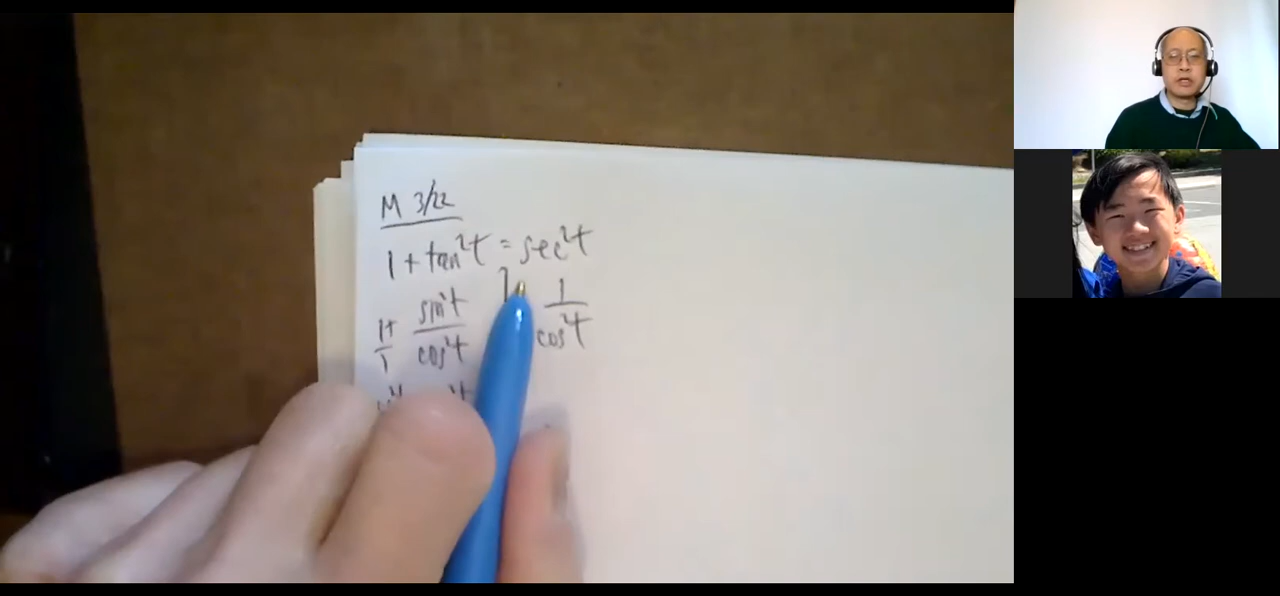 M 3/22
1 + tan²t = sec²t
1/1 + sin²t/cos²t 1/cos²t